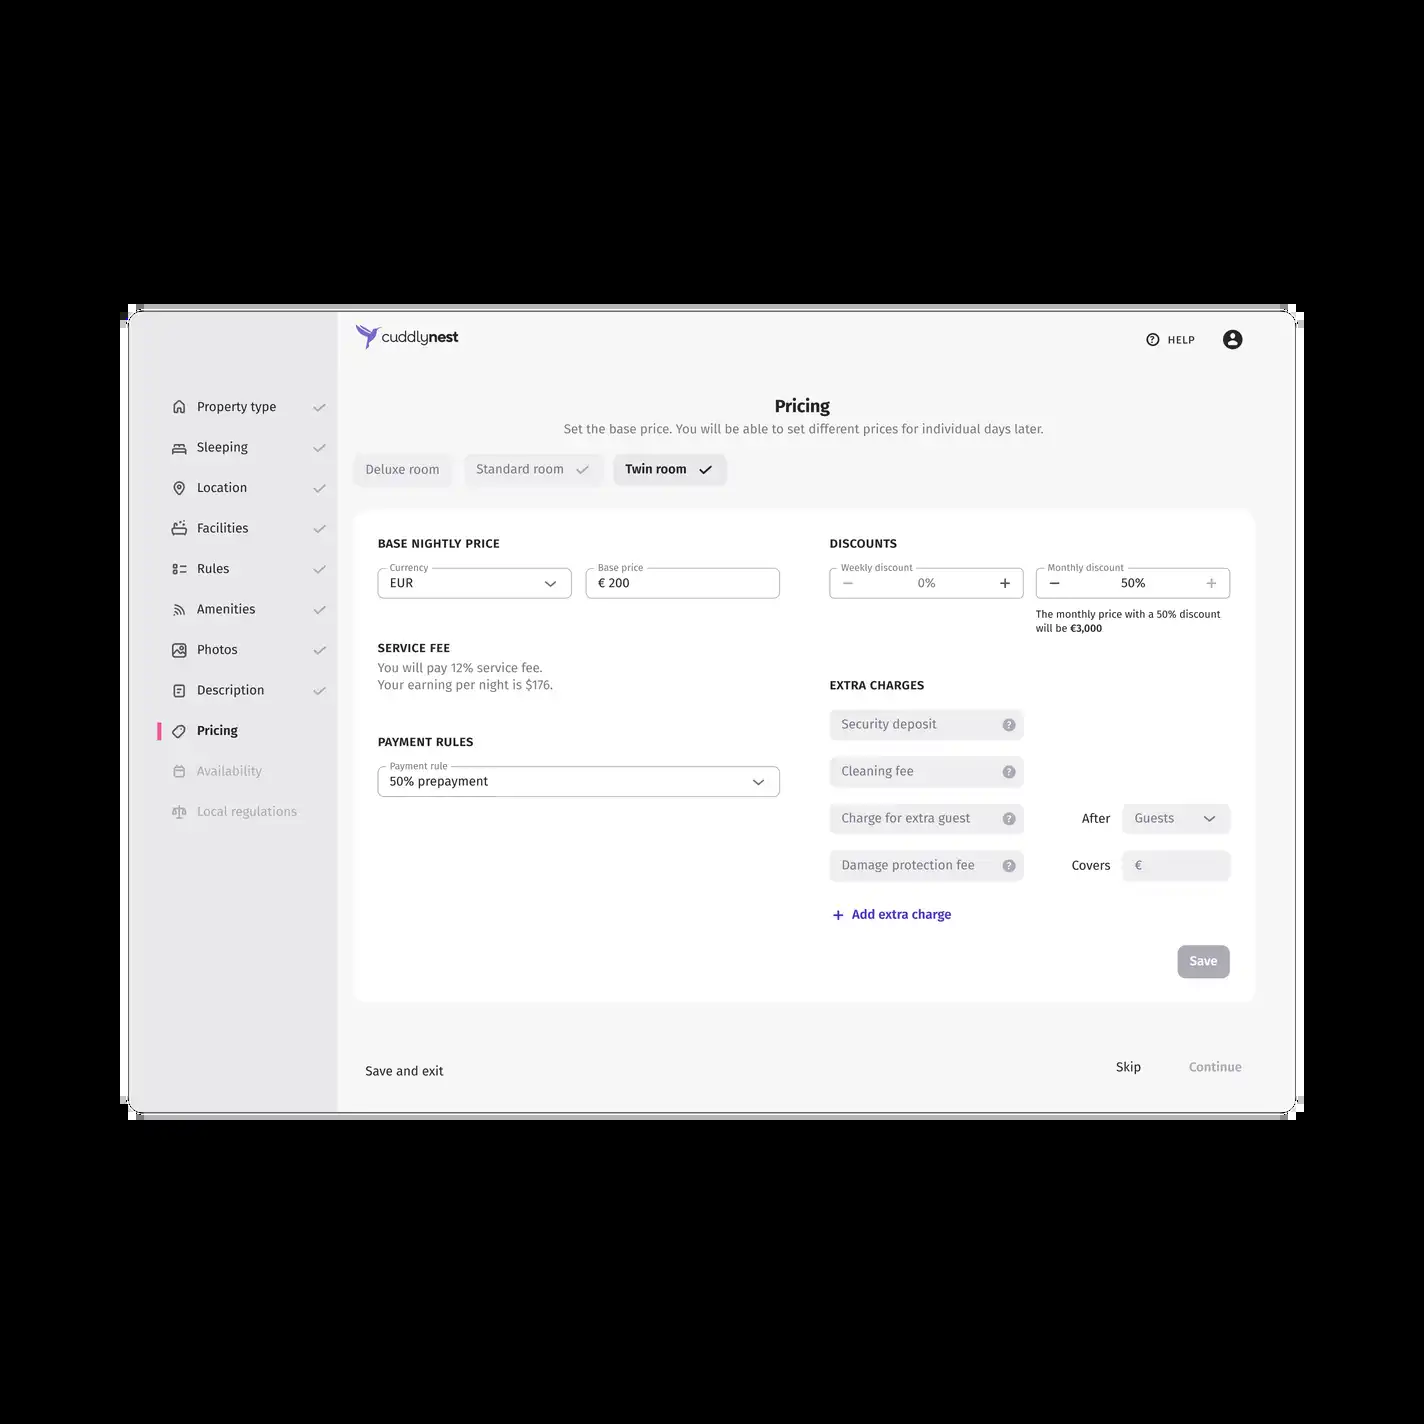 cuddlynest
HELP
Property type
Sleeping
Location
Facilities
Rules
Amenities
Photos
Description
Pricing
Availability
Local regulations
Pricing
Set the base price. You will be able to set different prices for individual days later.
Deluxe room
Standard room
Twin room
BASE NIGHTLY PRICE
Currency
EUR
Base price
€ 200
SERVICE FEE
You will pay 12% service fee.
Your earning per night is $176.
PAYMENT RULES
Payment rule
50% prepayment
DISCOUNTS
Weekly discount
0%
Monthly discount
50%
The monthly price with a 50% discount
will be €3,000
EXTRA CHARGES
Security deposit
Cleaning fee
Charge for extra guest
After
Guests
Damage protection fee
Covers
€
+ Add extra charge
Save
Save and exit
Skip
Continue